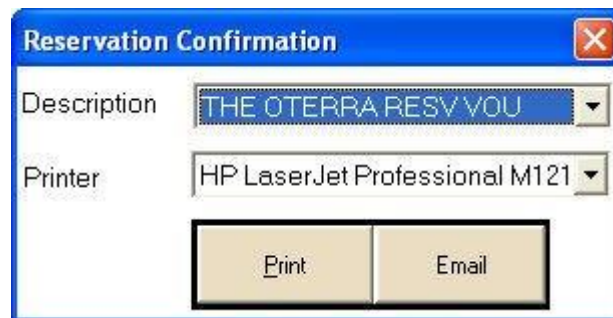 Reservation Confirmation
Description THE OTERRA RESV VOU
Printer HP LaserJet Professional M121
Print Email